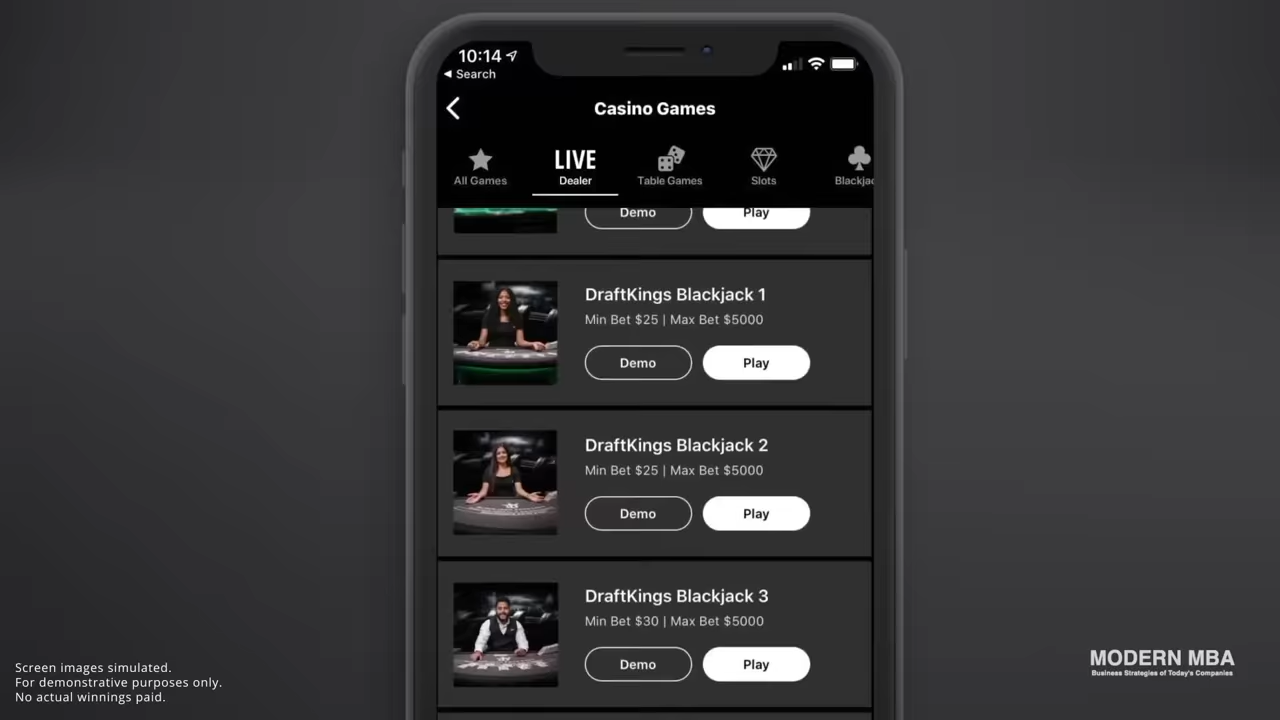 10:14
Search
Casino Games
LIVE
All Games
Dealer
Table Games
Slots
Blackjac
Demo
Play
DraftKings Blackjack 1
Min Bet $25 | Max Bet $5000
Demo
Play
DraftKings Blackjack 2
Min Bet $25 | Max Bet $5000
Demo
Play
DraftKings Blackjack 3
Min Bet $30 | Max Bet $5000
Demo
Play
Screen images simulated.
For demonstrative purposes only.
No actual winnings paid.
MODERN MBA
Business Strategies of Today's Companies